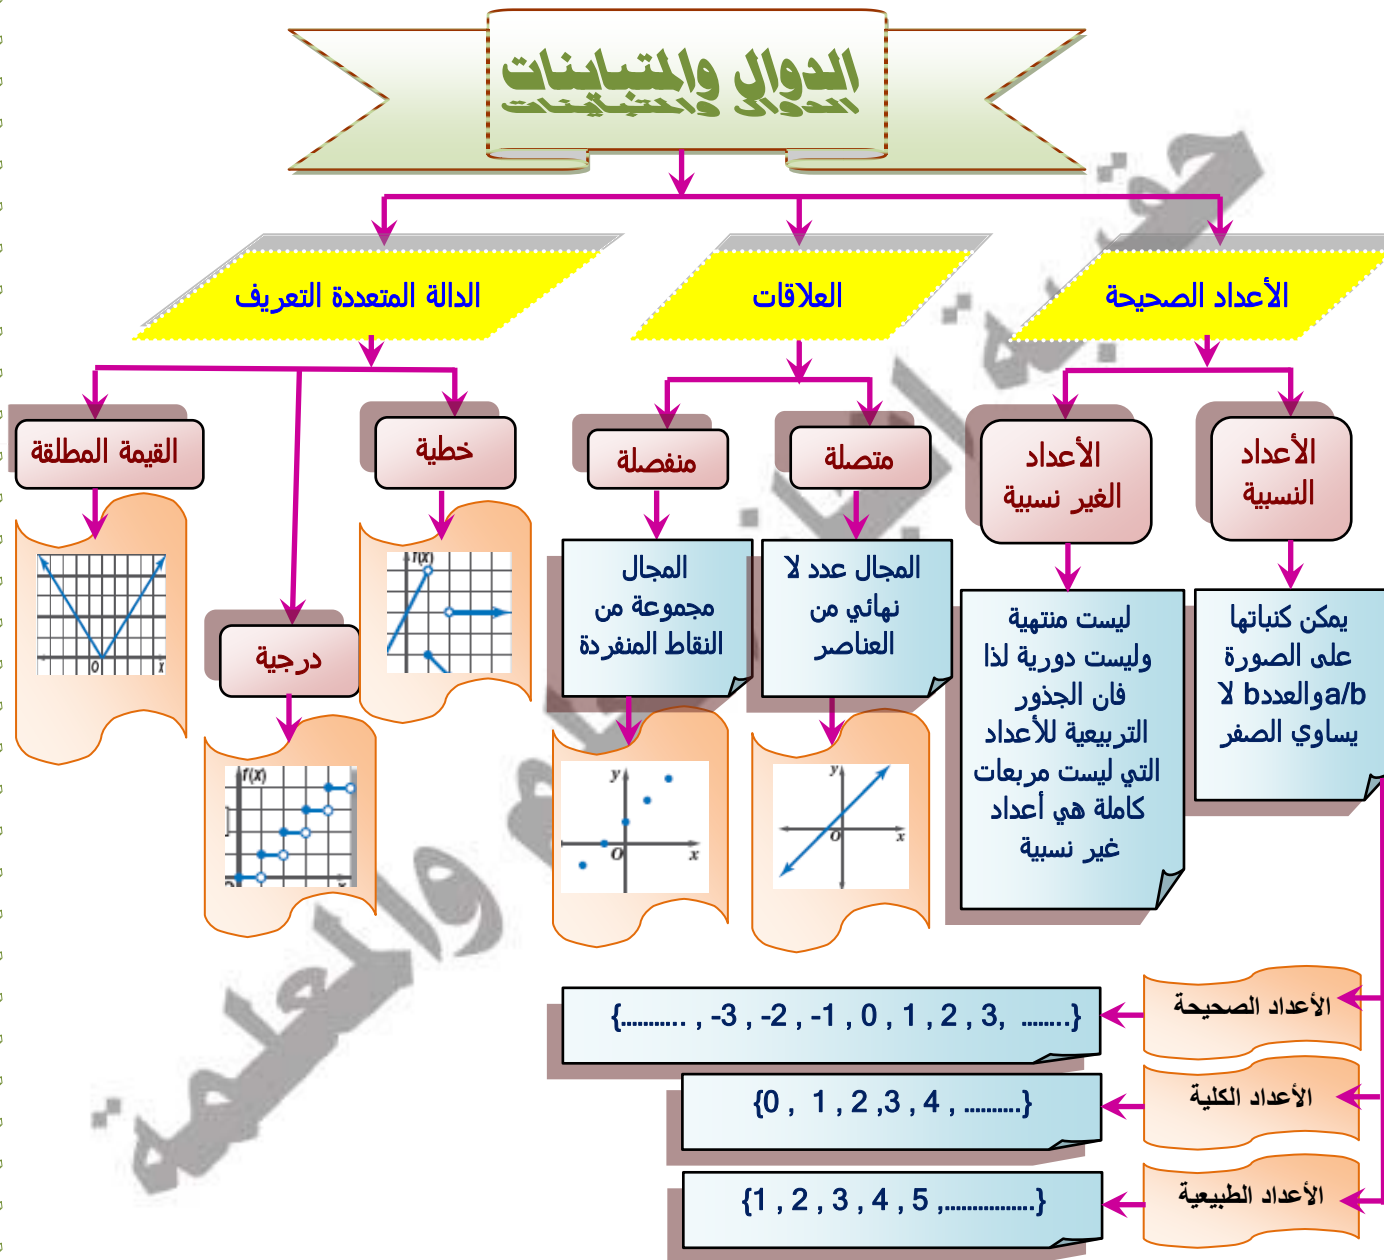 الدوال والمتباينات
الأعداد الصحيحة
العلاقات
الدالة المتعددة التعريف
الأعداد
النسبية
الأعداد
الغير نسبية
متصلة
منفصلة
خطية
درجية
القيمة المطلقة
يمكن كنباتها
على الصورة
a/bوالعددb لا
يساوي الصفر
ليست منتهية
وليست دورية لذا
فان الجذور
التربيعية للأعداد
التي ليست مربعات
كاملة هي أعداد
غير نسبية
المجال عدد لا
نهائي من
العناصر
المجال
مجموعة من
النقاط المنفردة
y
O
x
y
O
x
f(x)
f(x)
O
x
الأعداد الصحيحة
{.......... , -3 , -2 , -1 , 0 , 1 , 2 , 3, ........}
الأعداد الكلية
{0 , 1 , 2 ,3 , 4 , ..........}
الأعداد الطبيعية
{1 , 2 , 3 , 4 , 5 ,................}